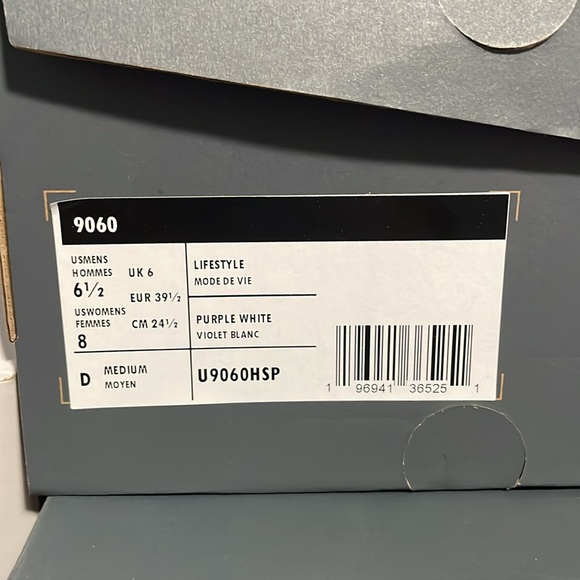 9060
USMENS
HOMMES
6½
UK 6
EUR 39½
CM 24½
USWOMENS
FEMMES
8
D
MEDIUM
MOYEN
LIFESTYLE
MODE DE VIE
PURPLE WHITE
VIOLET BLANC
U9060HSP
1 96941 36525 1